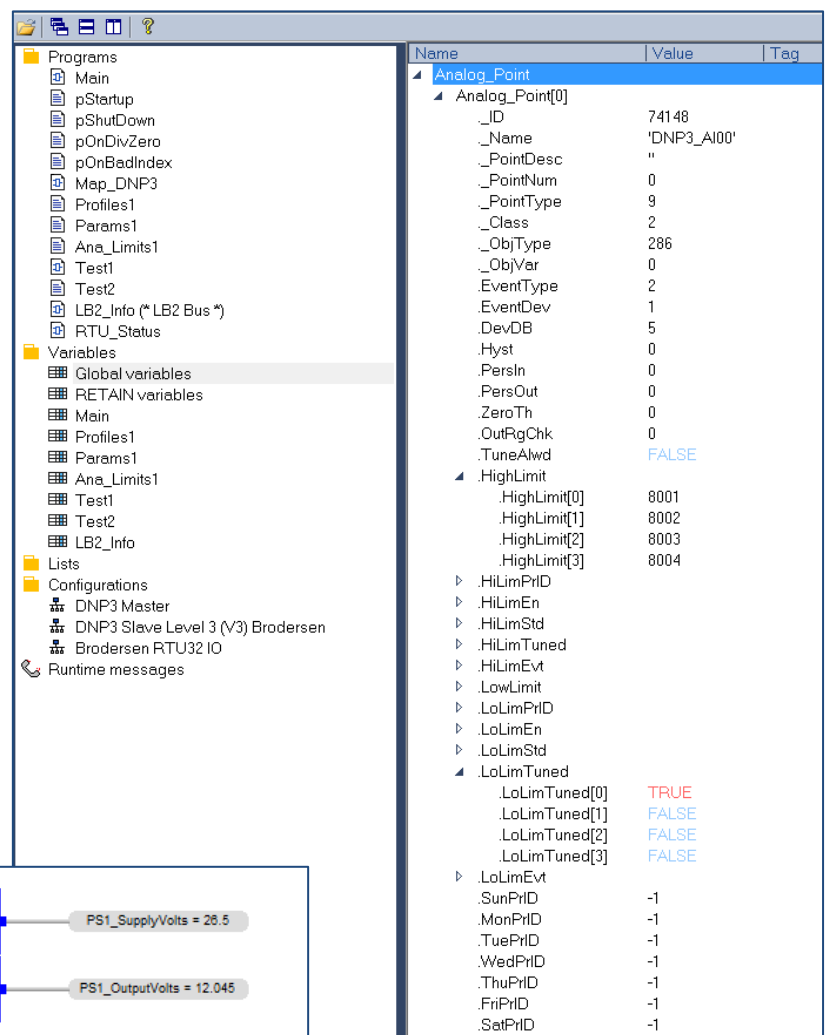 Programs
Main
pStartup
pShutDown
pOnDivZero
pOnBadIndex
Map_DNP3
Profiles1
Params1
Ana_Limits1
Test1
Test2
LB2_Info (* LB2 Bus *)
RTU_Status
Variables
Global variables
RETAIN variables
Main
Profiles1
Params1
Ana_Limits1
Test1
Test2
LB2_Info
Lists
Configurations
DNP3 Master
DNP3 Slave Level 3 (V3) Brodersen
Brodersen RTU32 IO
Runtime messages
PS1_SupplyVolts = 26.5
PS1_OutputVolts = 12.045
Name Value Tag
Analog_Point
Analog_Point[0]
._ID 74148
._Name 'DNP3_AI00'
._PointDesc ''
._PointNum 0
._PointType 9
._Class 2
._ObjType 286
._ObjVar 0
.EventType 2
.EventDev 1
.DevDB 5
.Hyst 0
.PersIn 0
.PersOut 0
.ZeroTh 0
.OutRgChk 0
.TuneAlwd FALSE
.HighLimit
.HighLimit[0] 8001
.HighLimit[1] 8002
.HighLimit[2] 8003
.HighLimit[3] 8004
.HiLimPrID
.HiLimEn
.HiLimStd
.HiLimTuned
.HiLimEvt
.LowLimit
.LoLimPrID
.LoLimEn
.LoLimStd
.LoLimTuned
.LoLimTuned[0] TRUE
.LoLimTuned[1] FALSE
.LoLimTuned[2] FALSE
.LoLimTuned[3] FALSE
.LoLimEvt
.SunPrID -1
.MonPrID -1
.TuePrID -1
.WedPrID -1
.ThuPrID -1
.FriPrID -1
.SatPrID -1